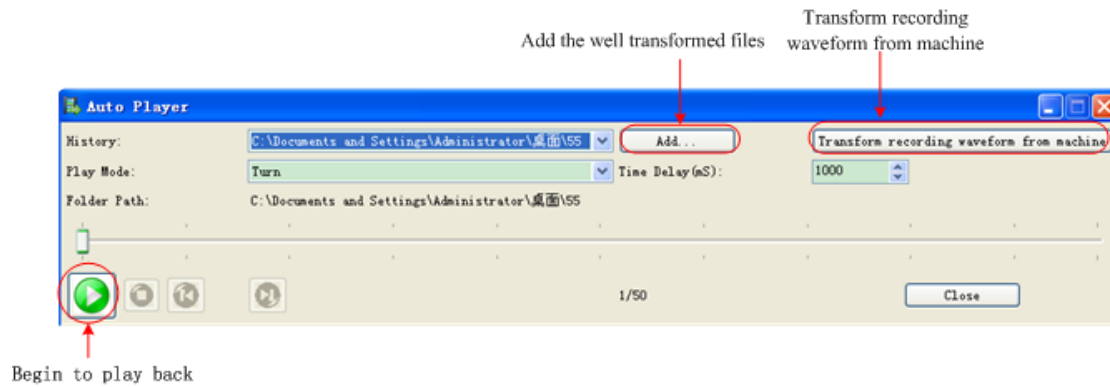 Transform recording
waveform from machine
Add the well transformed files
Auto Player
History: C:\Documents and Settings\Administrator\桌面\55 Add... Transform recording waveform from machine
Play Mode: Turn Time Delay(mS): 1000
Folder Path: C:\Documents and Settings\Administrator\桌面\55
1/50 Close
Begin to play back